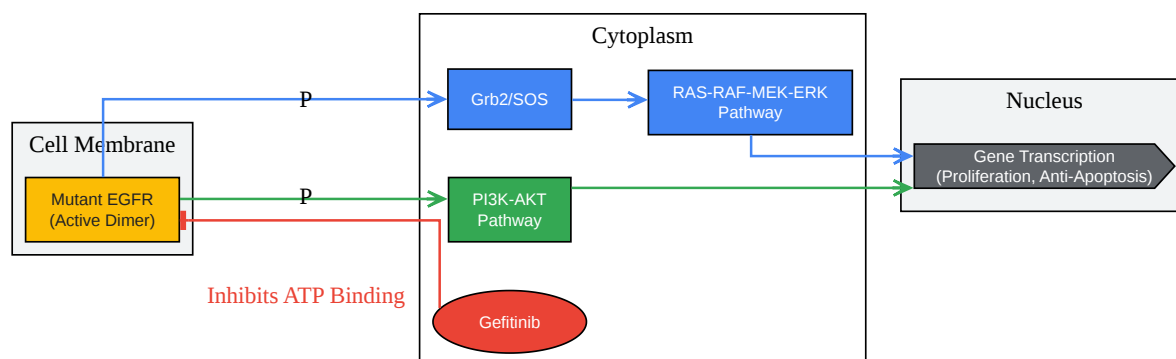 Cytoplasm
P
Grb2/SOS
RAS-RAF-MEK-ERK
Pathway
Nucleus
Cell Membrane
Gene Transcription
(Proliferation, Anti-Apoptosis)
Mutant EGFR
(Active Dimer)
P
PI3K-AKT
Pathway
Inhibits ATP Binding
Gefitinib